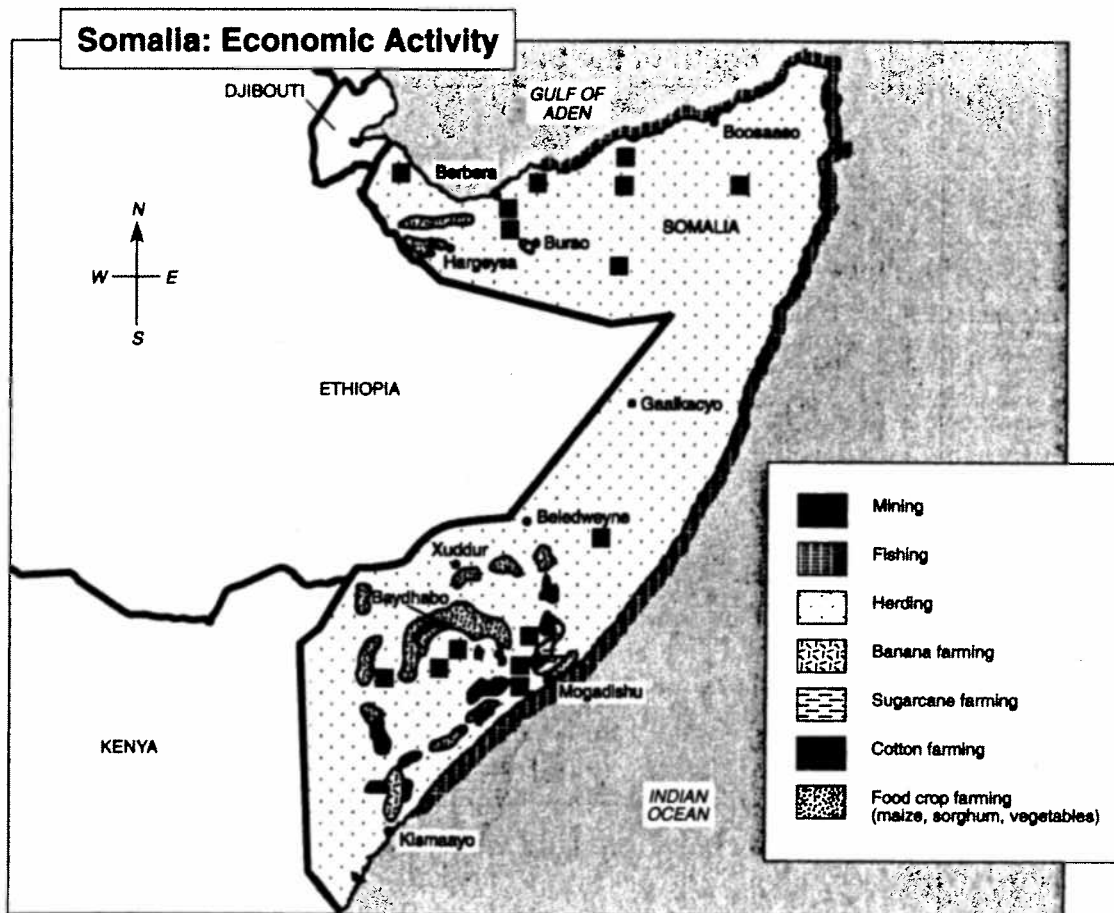 Somalia: Economic Activity
DJIBOUTI
GULF OF
ADEN
Boosaaso
Berbera
N
W
E
S
SOMALIA
Burao
Hargeysa
ETHIOPIA
Gaalkacyo
Beledweyne
Xuddur
Baydhabo
Mogadishu
KENYA
INDIAN
OCEAN
Kismaayo
Mining
Fishing
Herding
Banana farming
Sugarcane farming
Cotton farming
Food crop farming
(maize, sorghum, vegetables)